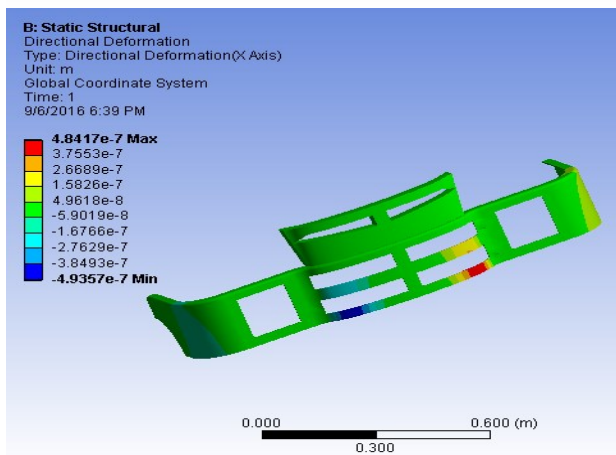 B: Static Structural
Directional Deformation
Type: Directional Deformation(X Axis)
Unit: m
Global Coordinate System
Time: 1
9/6/2016 6:39 PM
4.8417e-7 Max
3.7553e-7
2.6689e-7
1.5826e-7
4.9618e-8
-5.9019e-8
-1.6766e-7
-2.7629e-7
-3.8493e-7
-4.9357e-7 Min
0.000 0.600 (m)
0.300